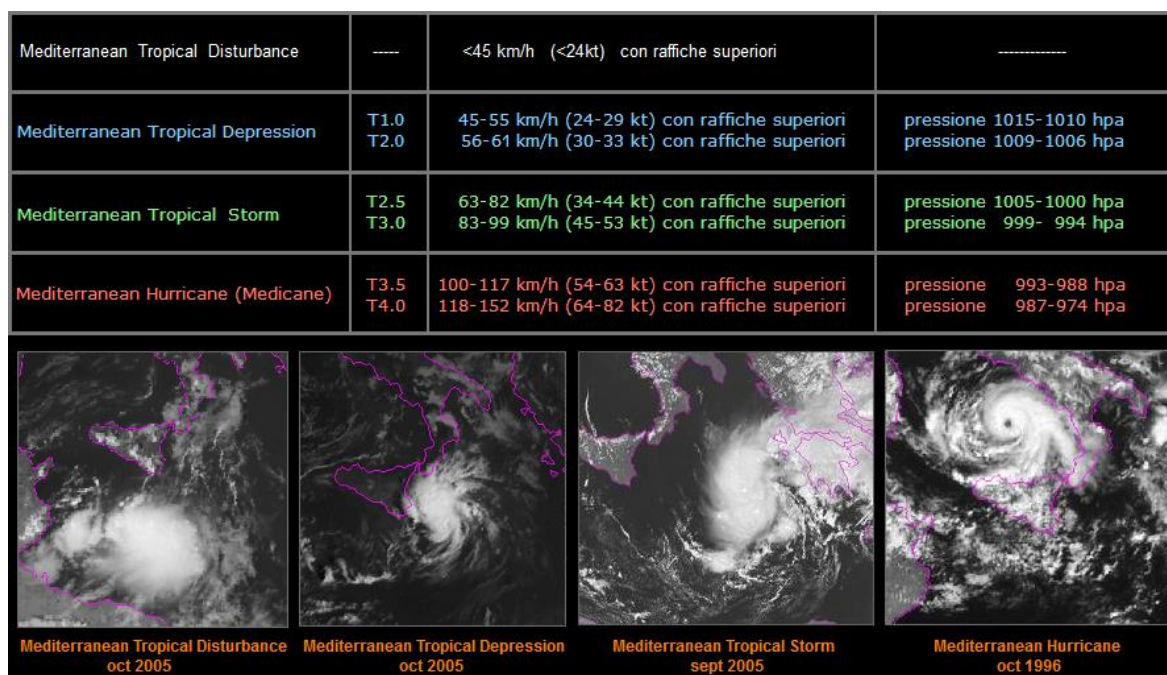 Mediterranean Tropical Disturbance ----- <45 km/h (<24kt) con raffiche superiori -------------
Mediterranean Tropical Depression
T1.0 45-55 km/h (24-29 kt) con raffiche superiori pressione 1015-1010 hpa
T2.0 56-61 km/h (30-33 kt) con raffiche superiori pressione 1009-1006 hpa
Mediterranean Tropical Storm
T2.5 63-82 km/h (34-44 kt) con raffiche superiori pressione 1005-1000 hpa
T3.0 83-99 km/h (45-53 kt) con raffiche superiori pressione 999- 994 hpa
Mediterranean Hurricane (Medicane)
T3.5 100-117 km/h (54-63 kt) con raffiche superiori pressione 993-988 hpa
T4.0 118-152 km/h (64-82 kt) con raffiche superiori pressione 987-974 hpa
Mediterranean Tropical Disturbance
oct 2005
Mediterranean Tropical Depression
oct 2005
Mediterranean Tropical Storm
sept 2005
Mediterranean Hurricane
oct 1996